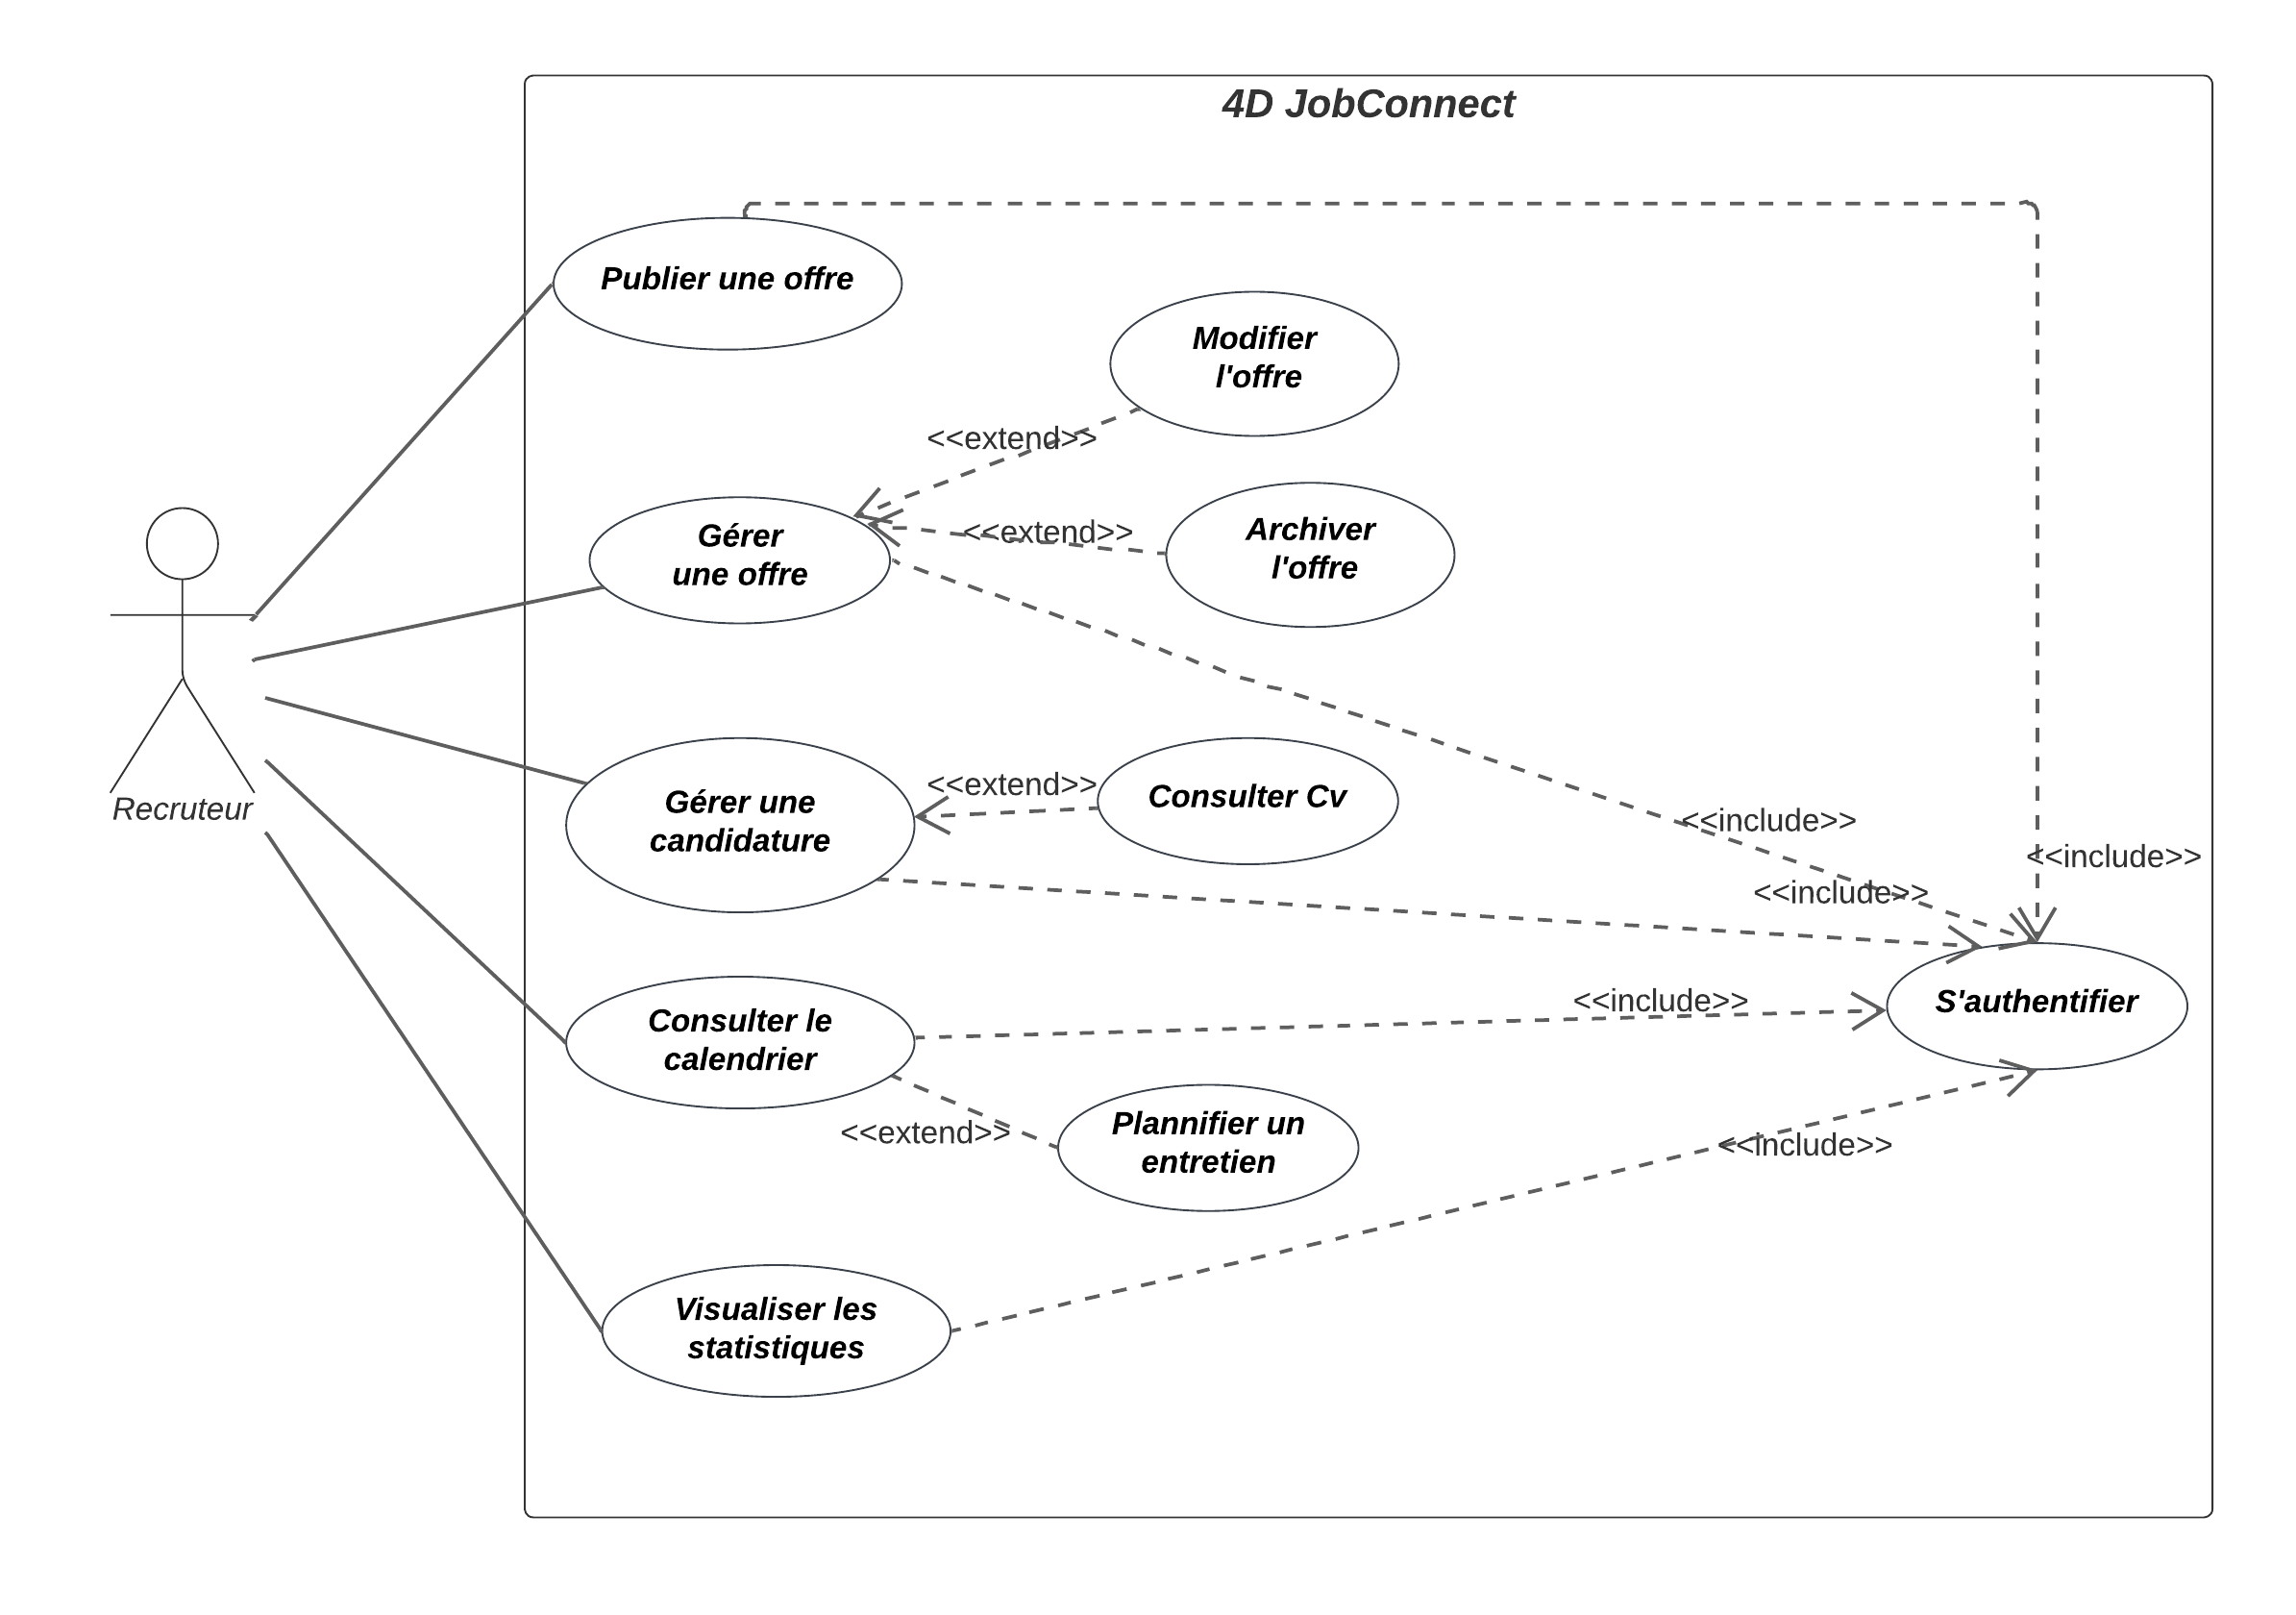 4D JobConnect
Publier une offre
Modifier
l'offre
<<extend>>
Archiver
l'offre
<<extend>>
Gérer
une offre
Recruteur
Gérer une
candidature
<<extend>>
Consulter Cv
<<include>>
<<include>>
<<include>>
Consulter le
calendrier
<<include>>
S'authentifier
<<extend>>
Plannifier un
entretien
<<include>>
Visualiser les
statistiques